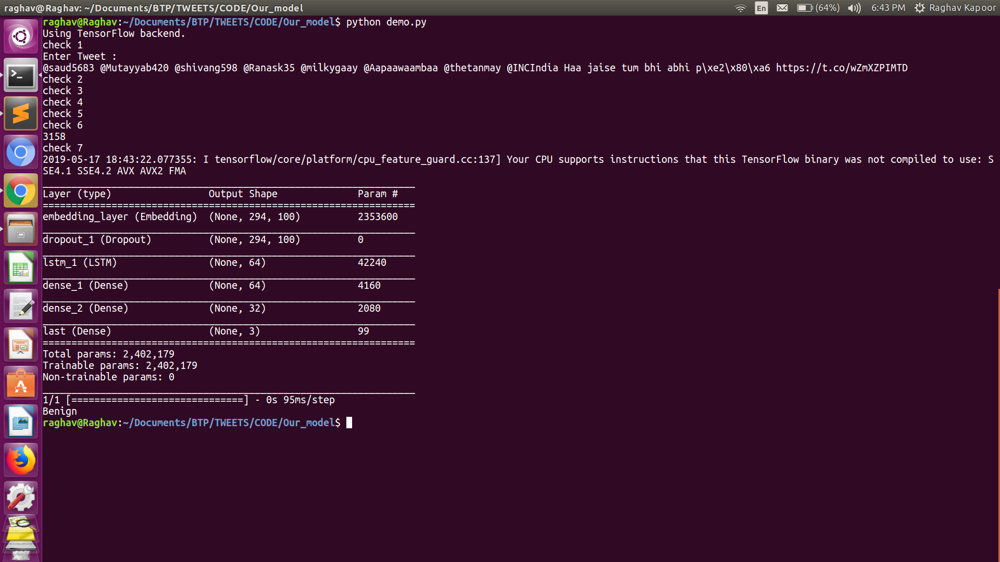 raghav@Raghav: ~/Documents/BTP/TWEETS/CODE/Our_model En (64%) 6:43 PM Raghav Kapoor
raghav@Raghav:~/Documents/BTP/TWEETS/CODE/Our_model$ python demo.py
Using TensorFlow backend.
check 1
Enter Tweet :
@saud5683 @Mutayyab420 @shivang598 @Ranask35 @milkygaay @Aapaawaambaa @thetanmay @INCIndia Haa jaise tum bhi abhi p\xe2\x80\xa6 https://t.co/wZmXZPIMTD
check 2
check 3
check 4
check 5
check 6
3158
check 7
2019-05-17 18:43:22.077355: I tensorflow/core/platform/cpu_feature_guard.cc:137] Your CPU supports instructions that this TensorFlow binary was not compiled to use: S
SE4.1 SSE4.2 AVX AVX2 FMA
_________________________________________________________________
Layer (type)                 Output Shape              Param #
=================================================================
embedding_layer (Embedding)  (None, 294, 100)          2353600
_________________________________________________________________
dropout_1 (Dropout)          (None, 294, 100)          0
_________________________________________________________________
lstm_1 (LSTM)                (None, 64)                42240
_________________________________________________________________
dense_1 (Dense)              (None, 64)                4160
_________________________________________________________________
dense_2 (Dense)              (None, 32)                2080
_________________________________________________________________
last (Dense)                 (None, 3)                 99
=================================================================
Total params: 2,402,179
Trainable params: 2,402,179
Non-trainable params: 0
_________________________________________________________________
1/1 [==============================] - 0s 95ms/step
Benign
raghav@Raghav:~/Documents/BTP/TWEETS/CODE/Our_model$